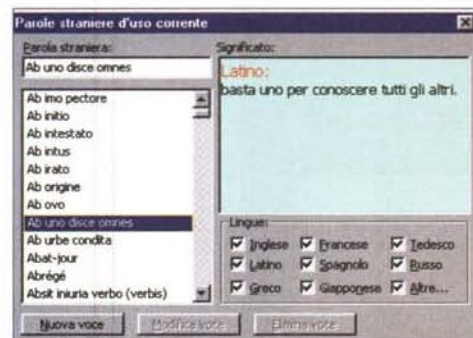 Parole straniere d'uso corrente
Parola straniera:
Ab uno disce omnes
Ab imo pectore
Ab initio
Ab intestato
Ab intus
Ab irato
Ab origine
Ab ovo
Ab uno disce omnes
Ab urbe condita
Abat-jour
Abrégé
Absit iniuria verbo (verbis)
Significato:
Latino:
basta uno per conoscere tutti gli altri.
Lingue:
Inglese Francese Tedesco
Latino Spagnolo Russo
Greco Giapponese Altre...
Nuova voce Modifica voce Elimina voce